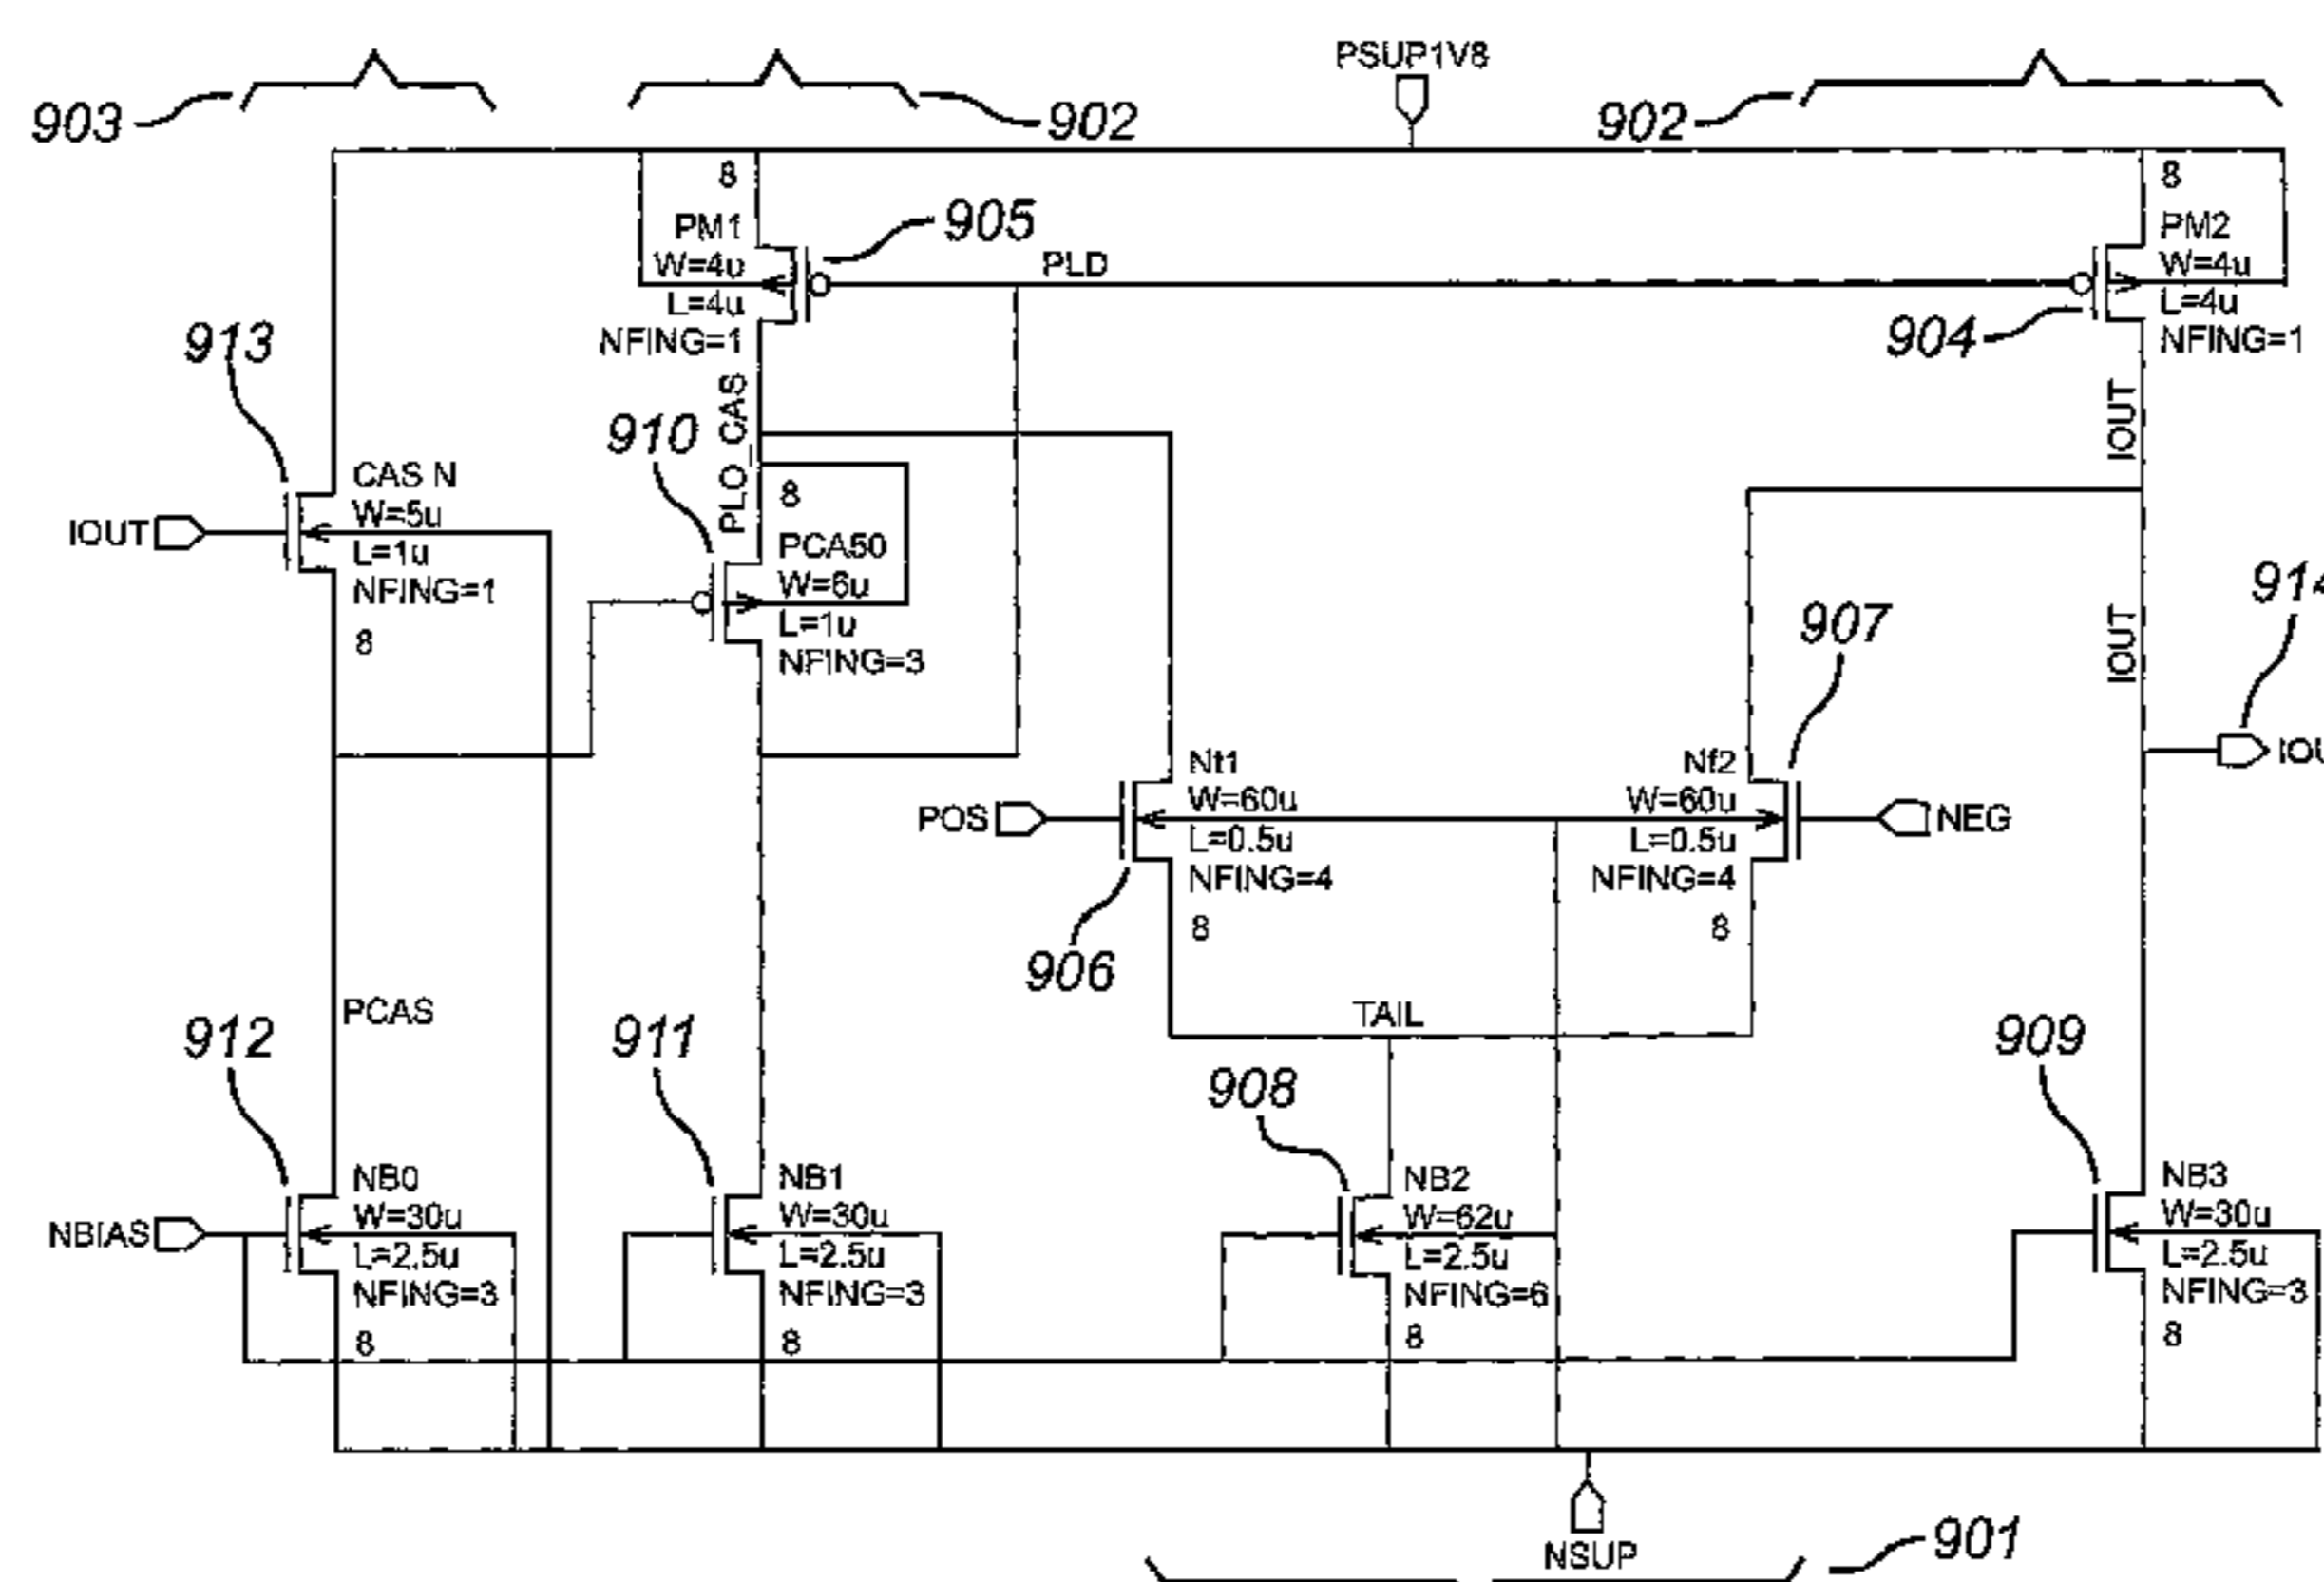 PSUP1V8
903
902
902
8
PM1
W=4u
L=4u
NFING=1
905
PLD
8
PM2
W=4u
L=4u
NFING=1
904
913
910
PLO_CAS
IOUT
CAS N
W=5u
L=1u
NFING=1
8
IOUT
8
PCA50
W=6u
L=1u
NFING=3
907
IOUT
914
POS
Nt1
W=60u
L=0.5u
NFING=4
8
Nf2
W=60u
L=0.5u
NFING=4
8
NEG
906
PCAS
TAIL
912
911
908
909
NBIAS
NB0
W=30u
L=2.5u
NFING=3
8
NB1
W=30u
L=2.5u
NFING=3
8
NB2
W=62u
L=2.5u
NFING=6
8
NB3
W=30u
L=2.5u
NFING=3
8
NSUP
901